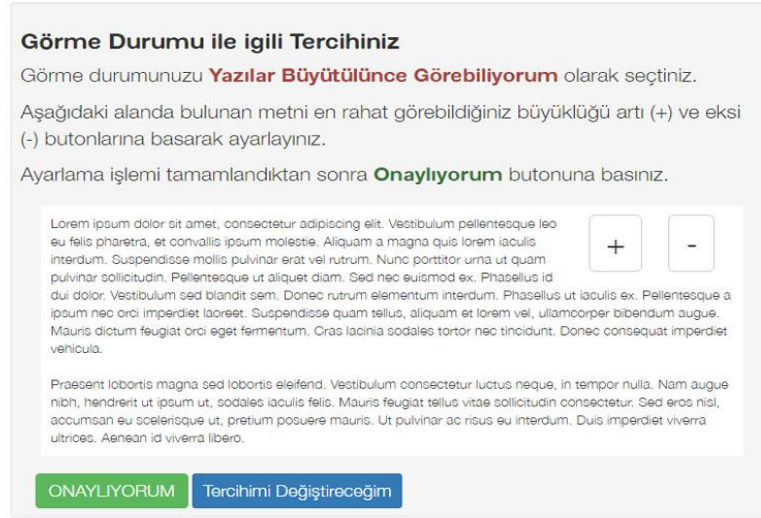 Görme Durumu ile igili Tercihiniz
Görme durumunuzu Yazılar Büyütülünce Görebiliyorum olarak seçtiniz.
Aşağıdaki alanda bulunan metni en rahat görebildiğiniz büyüklüğü artı (+) ve eksi
(-) butonlarına basarak ayarlayınız.
Ayarlama işlemi tamamlandıktan sonra Onaylıyorum butonuna basınız.
Lorem ipsum dolor sit amet, consectetur adipiscing elit. Vestibulum pellentesque leo
eu felis pharetra, et convallis ipsum molestie. Aliquam a magna quis lorem iaculis
interdum. Suspendisse mollis pulvinar erat vel rutrum. Nunc porttitor urna ut quam
pulvinar sollicitudin. Pellentesque ut aliquet diam. Sed nec euismod ex. Phasellus id
dui dolor. Vestibulum sed blandit sem. Donec rutrum elementum interdum. Phasellus ut iaculis ex. Pellentesque a
ipsum nec orci imperdiet laoreet. Suspendisse quam tellus, aliquam et lorem vel, ullamcorper bibendum augue.
Mauris dictum feugiat orci eget fermentum. Cras lacinia sodales tortor nec tincidunt. Donec consequat imperdiet
vehicula.
+ -
Praesent lobortis magna sed lobortis eleifend. Vestibulum consectetur luctus neque, in tempor nulla. Nam augue
nibh, hendrerit ut ipsum ut, sodales iaculis felis. Mauris feugiat tellus vitae sollicitudin consectetur. Sed eros nisl,
accumsan eu scelerisque ut, pretium posuere mauris. Ut pulvinar ac risus eu interdum. Duis imperdiet viverra
ultrices. Aenean id viverra libero.
ONAYLIYORUM Tercihimi Değiştireceğim